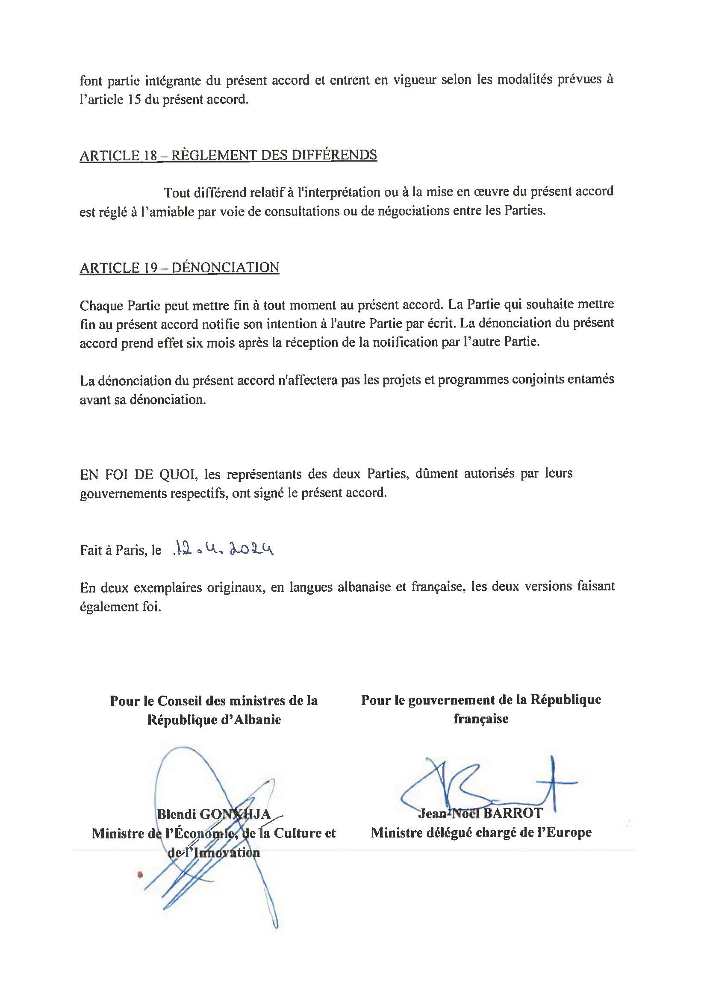 font partie intégrante du présent accord et entrent en vigueur selon les modalités prévues à
l’article 15 du présent accord.
ARTICLE 18 – RÈGLEMENT DES DIFFÉRENDS
Tout différend relatif à l'interprétation ou à la mise en œuvre du présent accord
est réglé à l’amiable par voie de consultations ou de négociations entre les Parties.
ARTICLE 19 – DÉNONCIATION
Chaque Partie peut mettre fin à tout moment au présent accord. La Partie qui souhaite mettre
fin au présent accord notifie son intention à l'autre Partie par écrit. La dénonciation du présent
accord prend effet six mois après la réception de la notification par l’autre Partie.
La dénonciation du présent accord n'affectera pas les projets et programmes conjoints entamés
avant sa dénonciation.
EN FOI DE QUOI, les représentants des deux Parties, dûment autorisés par leurs
gouvernements respectifs, ont signé le présent accord.
Fait à Paris, le 12.4.2024
En deux exemplaires originaux, en langues albanaise et française, les deux versions faisant
également foi.
Pour le Conseil des ministres de la
République d’Albanie
Blendi GONXHJA
Ministre de l’Économie, de la Culture et
de l’Innovation
Pour le gouvernement de la République
française
Jean-Noël BARROT
Ministre délégué chargé de l’Europe